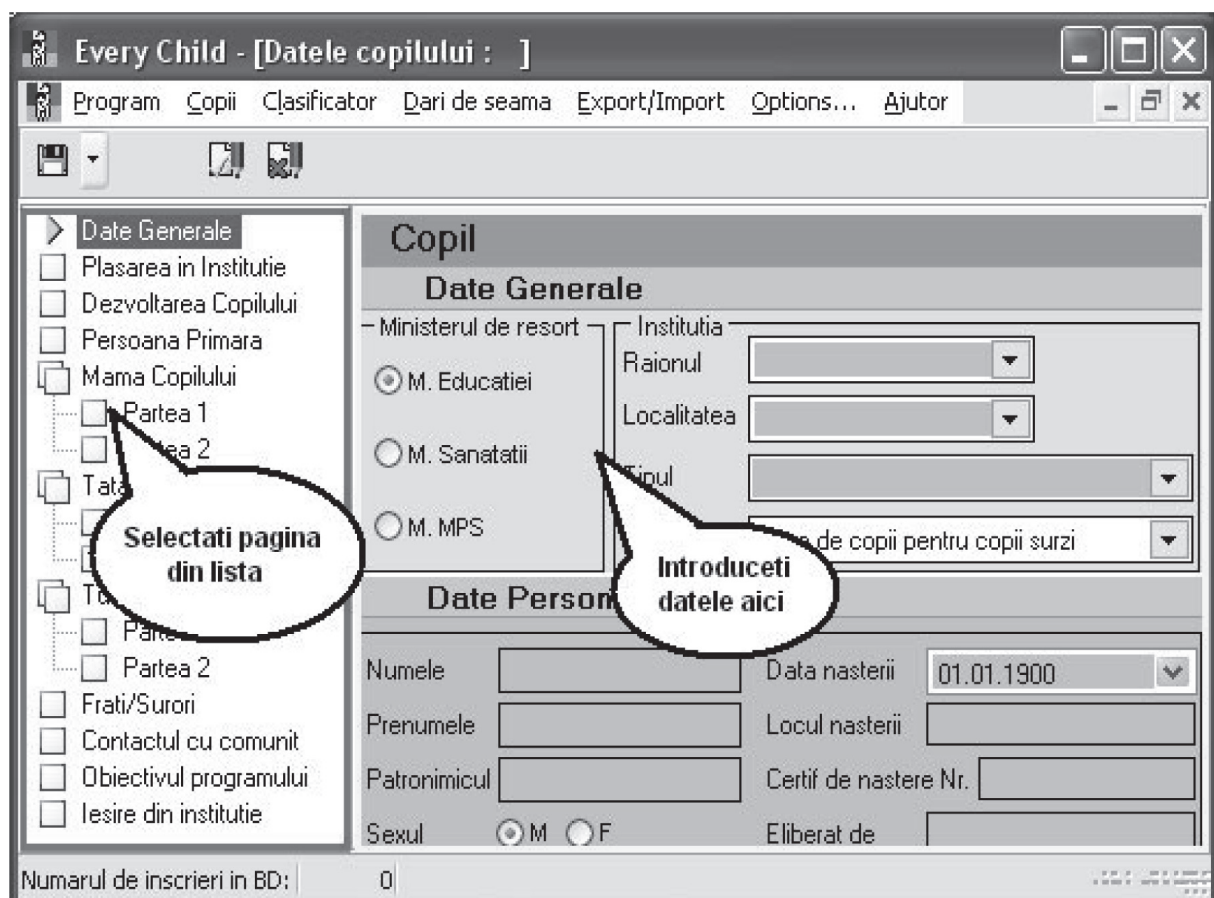 Every Child - [Datele copilului :   ]
Program Copii Clasificator Dari de seama Export/Import Options... Ajutor
Date Generale
Plasarea in Institutie
Dezvoltarea Copilului
Persoana Primara
Mama Copilului
Partea 1
2
Partea 2
Frati/Surori
Contactul cu comunit
Obiectivul programului
Iesire din institutie
Selectati pagina
din lista
Copil
Date Generale
Ministerul de resort
M. Educatiei
M. Sanatatii
M. MPS
Institutia
Raionul
Localitatea
Tipul
de copii pentru copii surzi
Introduceti
datele aici
Date
Numele
Prenumele
Patronimicul
Sexul M F
Data nasterii 01.01.1900
Locul nasterii
Certif de nastere Nr.
Eliberat de
Numarul de inscrieri in BD: 0